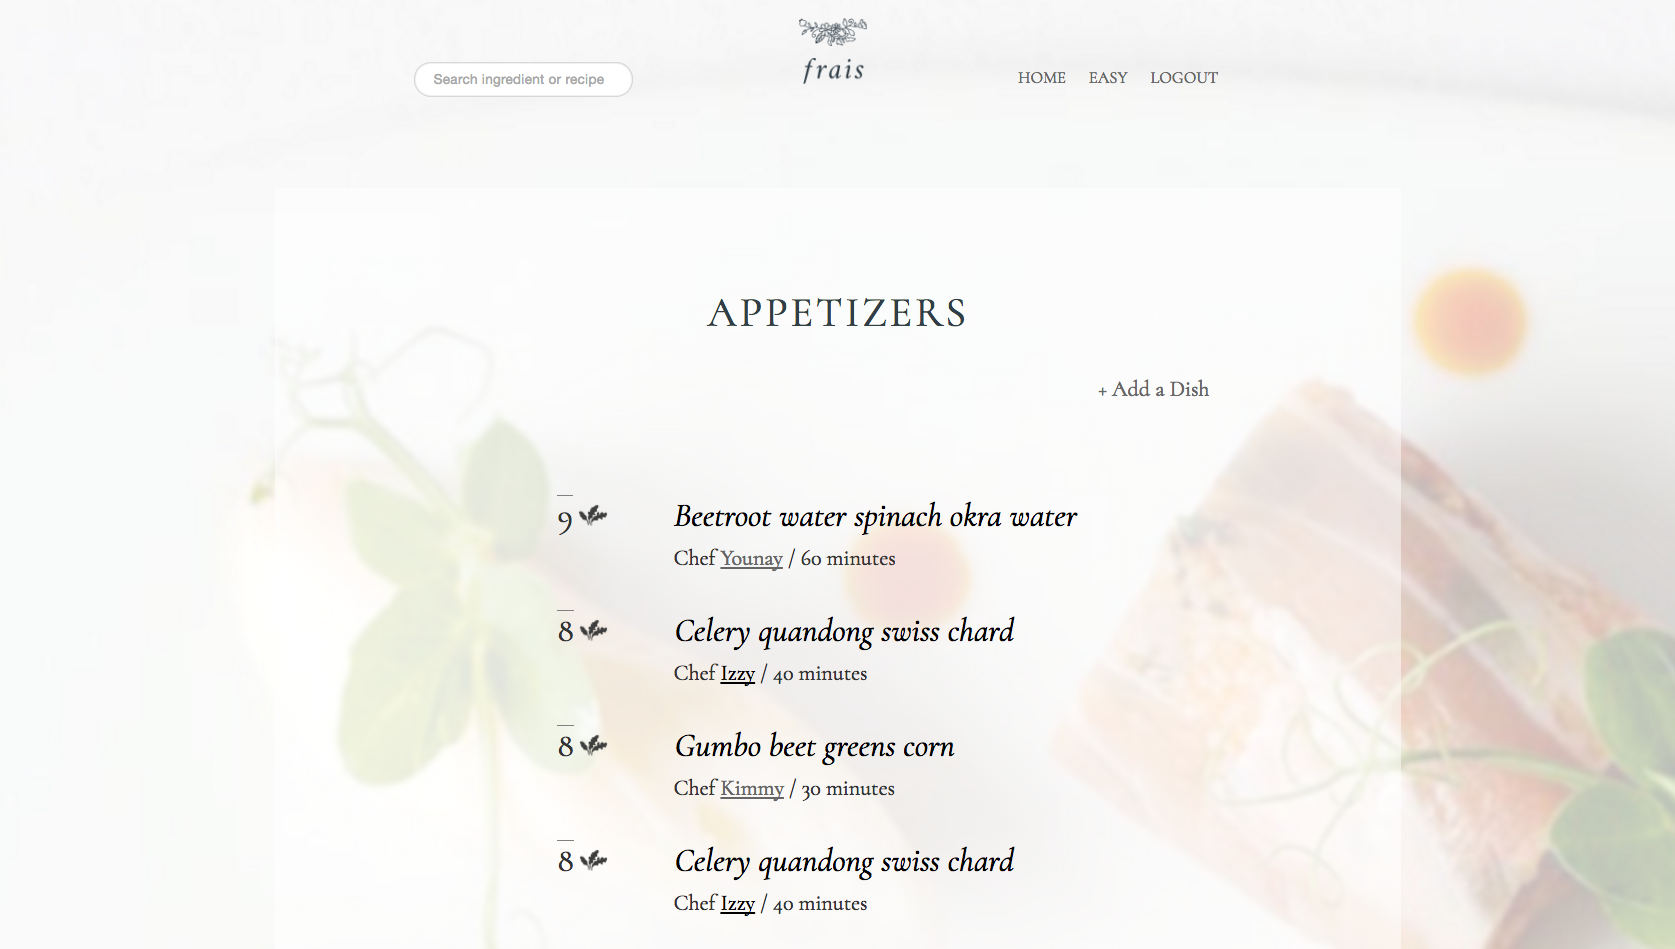 frais
Search ingredient or recipe
HOME EASY LOGOUT
APPETIZERS
+ Add a Dish
9 Beetroot water spinach okra water
Chef Younay / 60 minutes
8 Celery quandong swiss chard
Chef Izzy / 40 minutes
8 Gumbo beet greens corn
Chef Kimmy / 30 minutes
8 Celery quandong swiss chard
Chef Izzy / 40 minutes